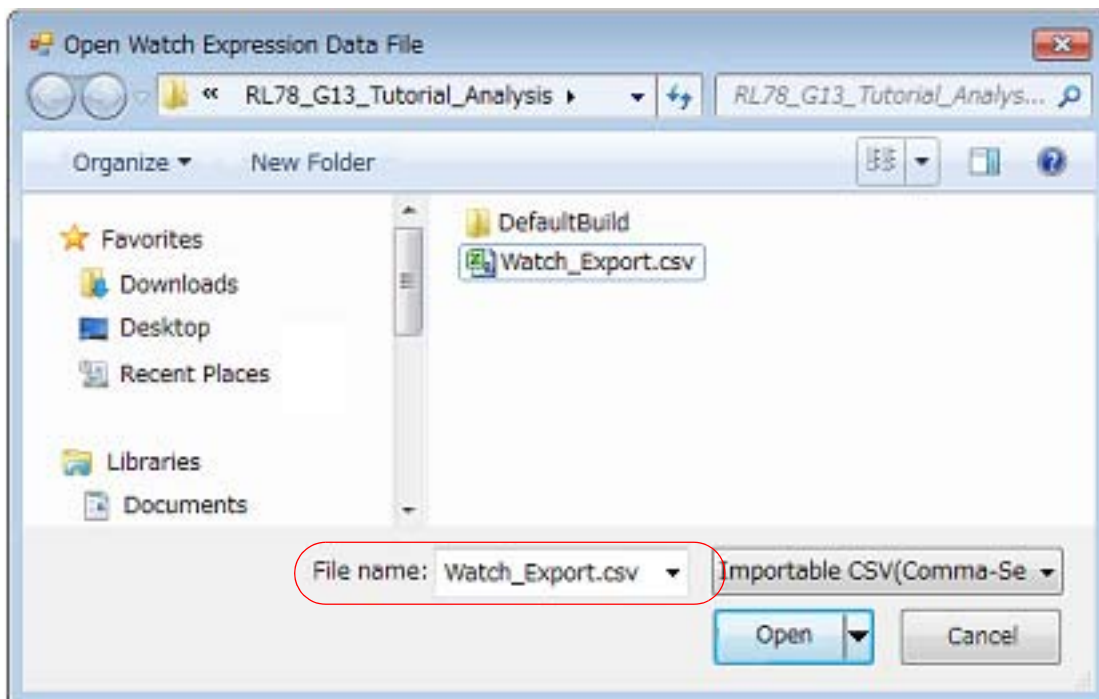 Open Watch Expression Data File
« RL78_G13_Tutorial_Analysis
RL78_G13_Tutorial_Analys...
Organize
New Folder
Favorites
Downloads
Desktop
Recent Places
Libraries
Documents
DefaultBuild
Watch_Export.csv
File name: Watch_Export.csv
Importable CSV(Comma-Se
Open
Cancel